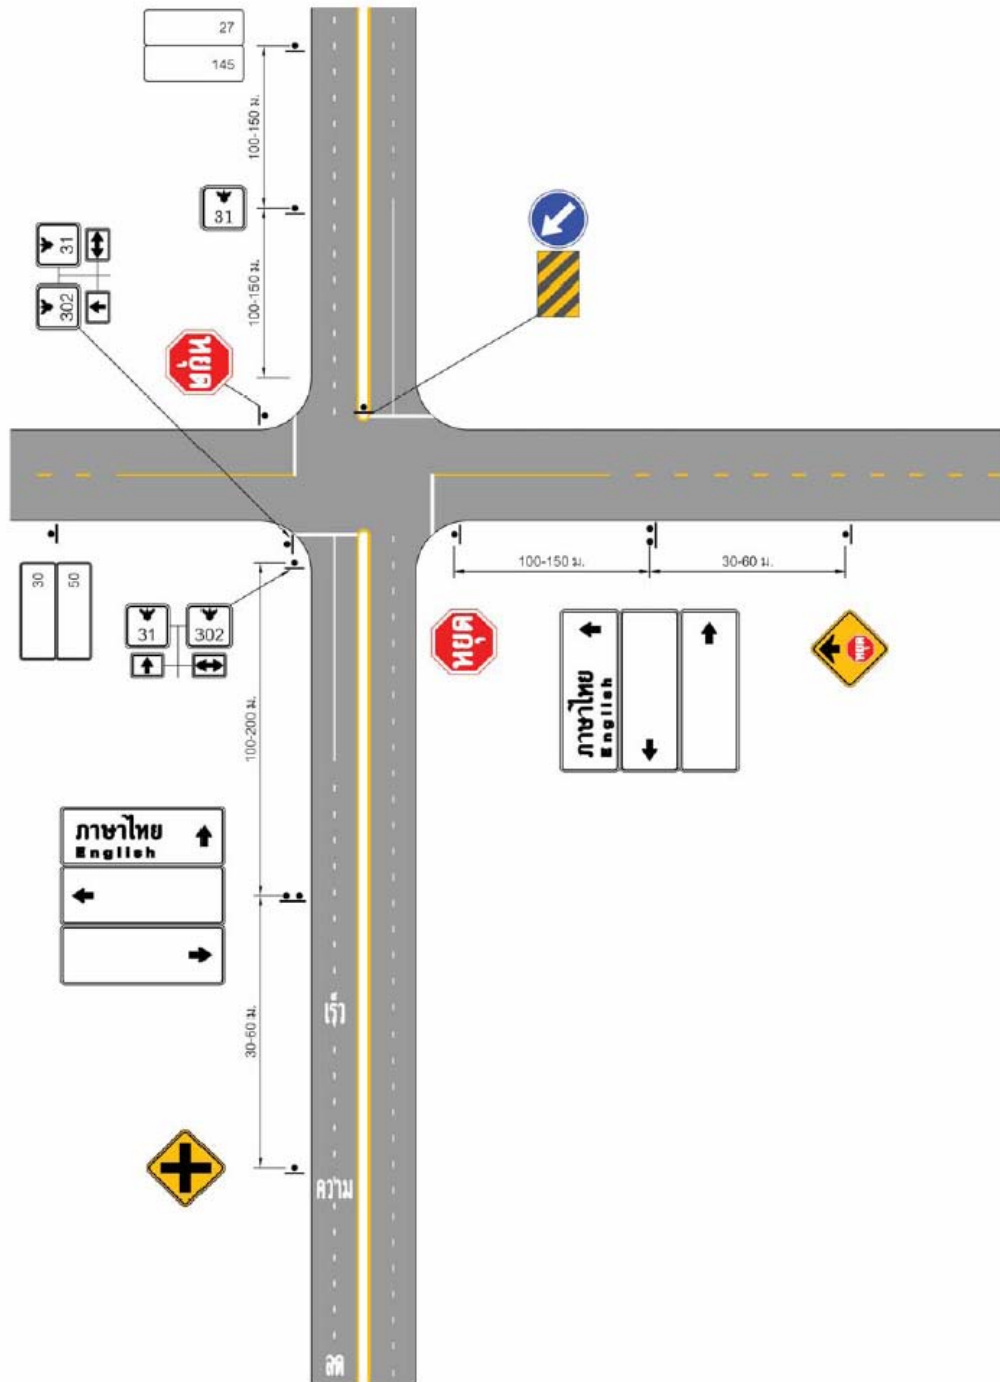 27
145
100-150 ม.
31
31
302
100-150 ม.
หยุด
30
50
100-150 ม.
30-60 ม.
31
302
หยุด
ภาษาไทย
English
หยุด
100-200 ม.
ภาษาไทย
English
30-60 ม.
เร็ว
ความ
ลด